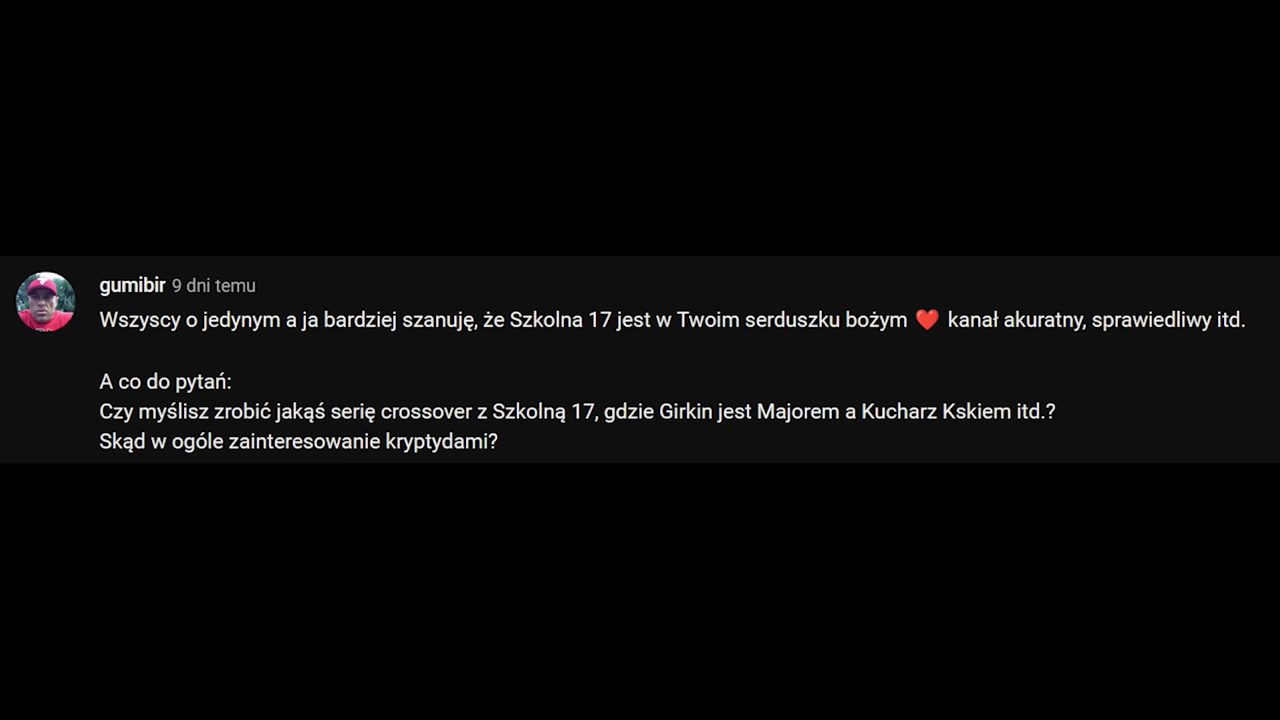 gumibir 9 dni temu
Wszyscy o jedynym a ja bardziej szanuję, że Szkolna 17 jest w Twoim serduszku bożym ❤️ kanał akuratny, sprawiedliwy itd.
A co do pytań:
Czy myślisz zrobić jakąś serię crossover z Szkolną 17, gdzie Girkin jest Majorem a Kucharz Kskiem itd.?
Skąd w ogóle zainteresowanie kryptydami?